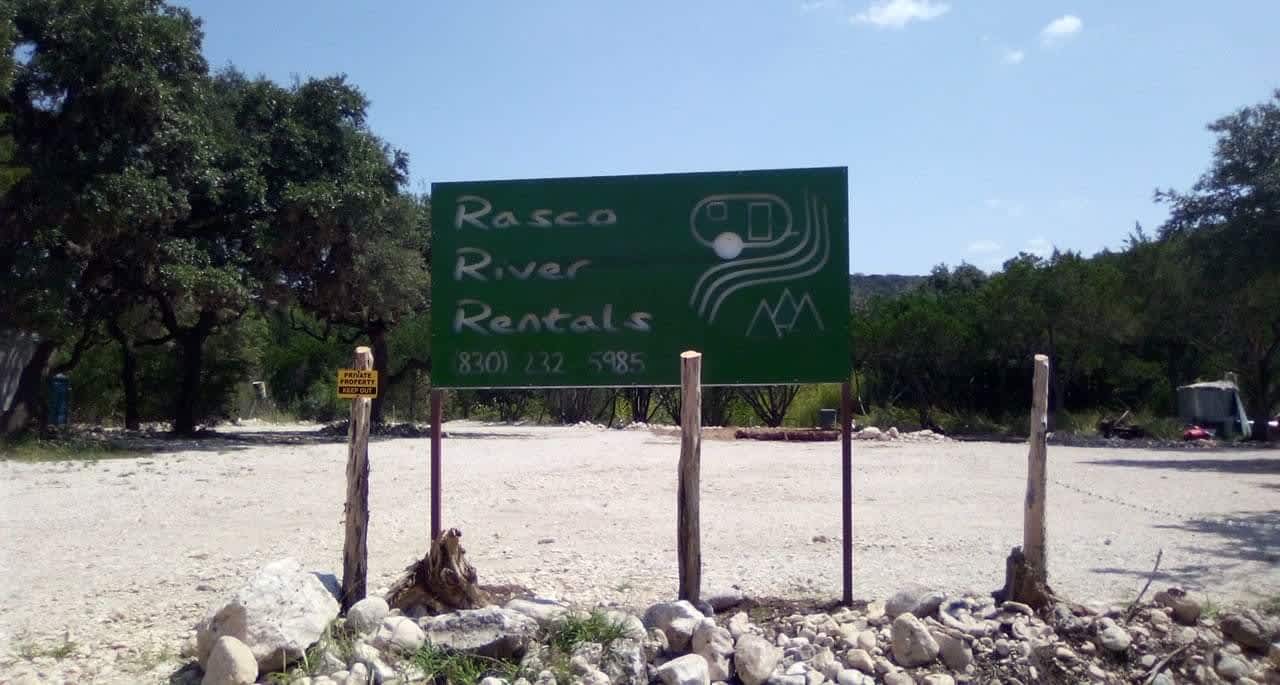 Rasco
River
Rentals
(830) 232 5985
PRIVATE
PROPERTY
KEEP OUT